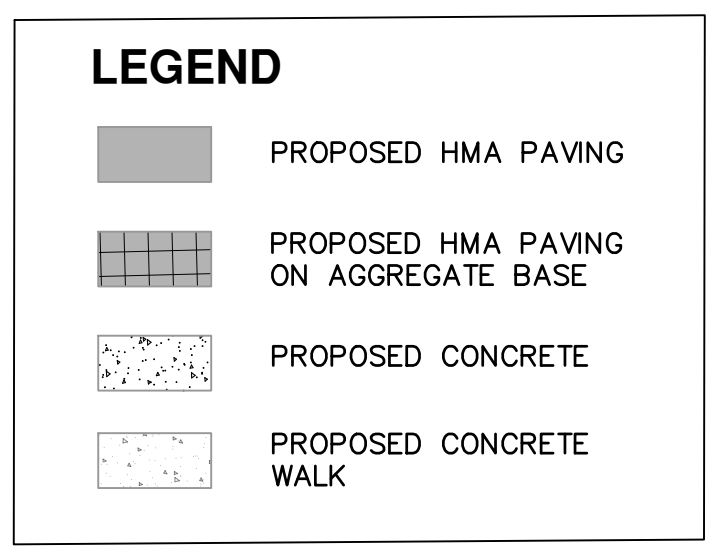 LEGEND
PROPOSED HMA PAVING
PROPOSED HMA PAVING
ON AGGREGATE BASE
PROPOSED CONCRETE
PROPOSED CONCRETE
WALK